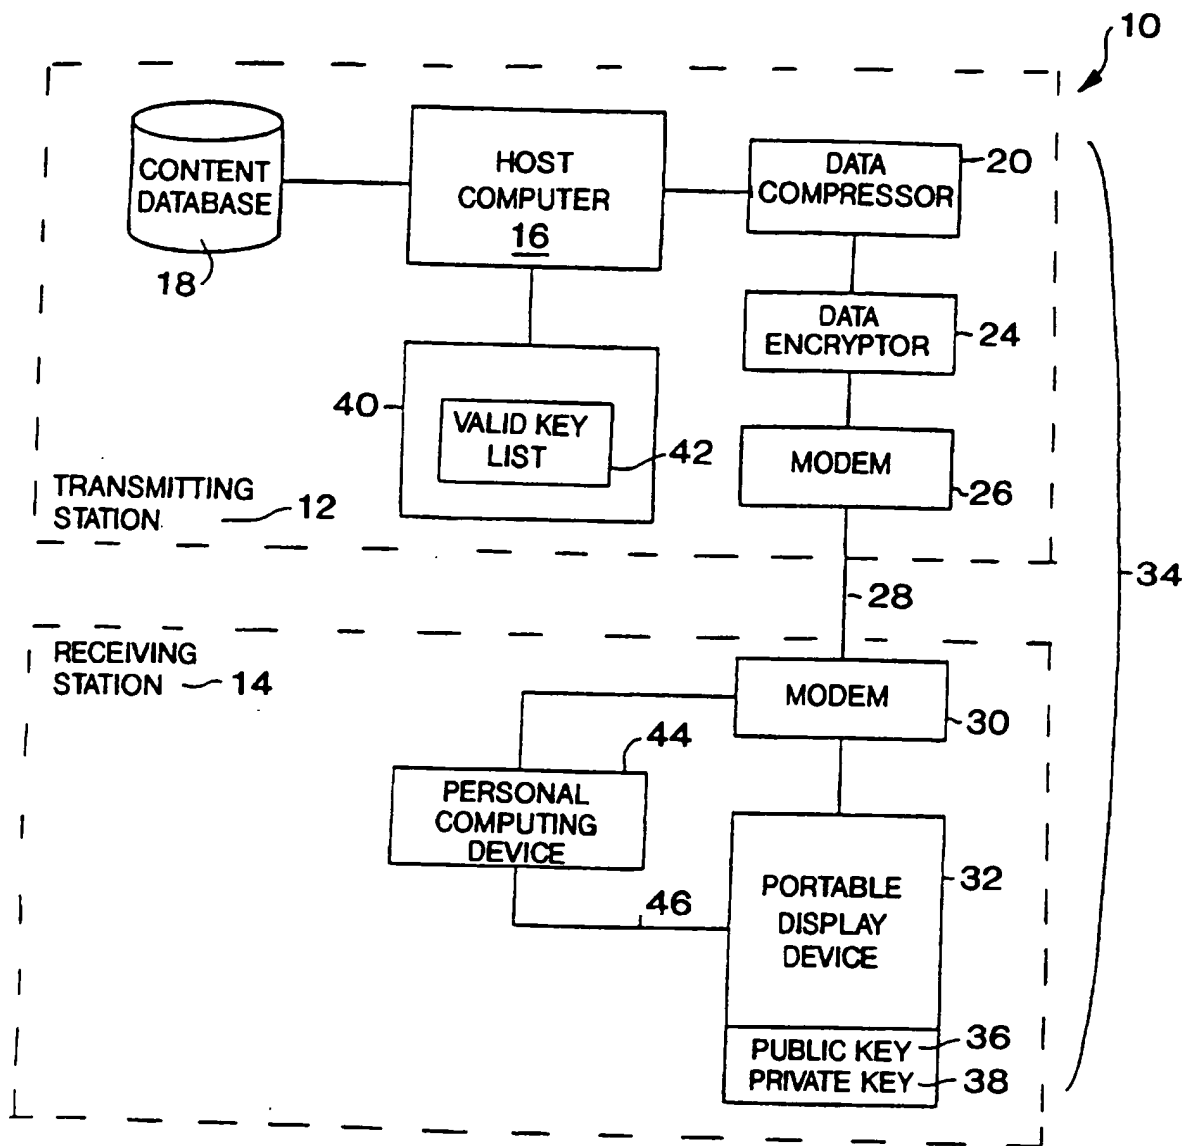 10
CONTENT
DATABASE
18
HOST
COMPUTER
16
DATA
COMPRESSOR
20
DATA
ENCRYPTOR
24
40
VALID KEY
LIST
42
MODEM
26
TRANSMITTING
STATION
12
28
34
RECEIVING
STATION
14
MODEM
30
44
PERSONAL
COMPUTING
DEVICE
46
PORTABLE
DISPLAY
DEVICE
32
PUBLIC KEY
36
PRIVATE KEY
38